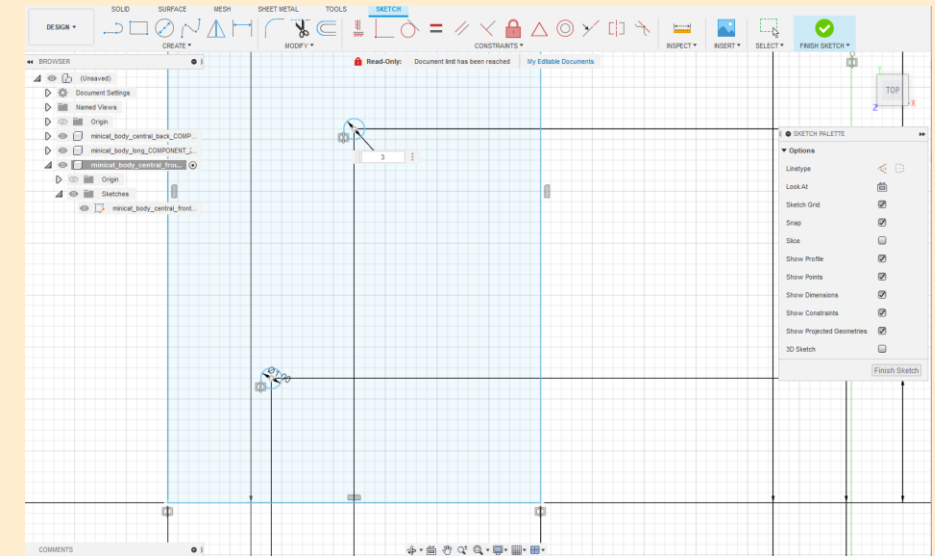 SOLID SURFACE MESH SHEET METAL TOOLS SKETCH
DESIGN ▾
CREATE ▾ MODIFY ▾ CONSTRAINTS ▾ INSPECT ▾ INSERT ▾ SELECT ▾ FINISH SKETCH ▾
BROWSER
Read-Only: Document limit has been reached My Editable Documents
(Unsaved)
Document Settings
Named Views
Origin
minical_body_central_back_COMP...
minical_body_long_COMPONENT_(...
minical_body_central_fron...
Origin
Sketches
minical_body_central_front...
TOP
Y
X
Z
3
SKETCH PALETTE
Options
Linetype
Look At
Sketch Grid
Snap
Slice
Show Profile
Show Points
Show Dimensions
Show Constraints
Show Projected Geometries
3D Sketch
Finish Sketch
COMMENTS